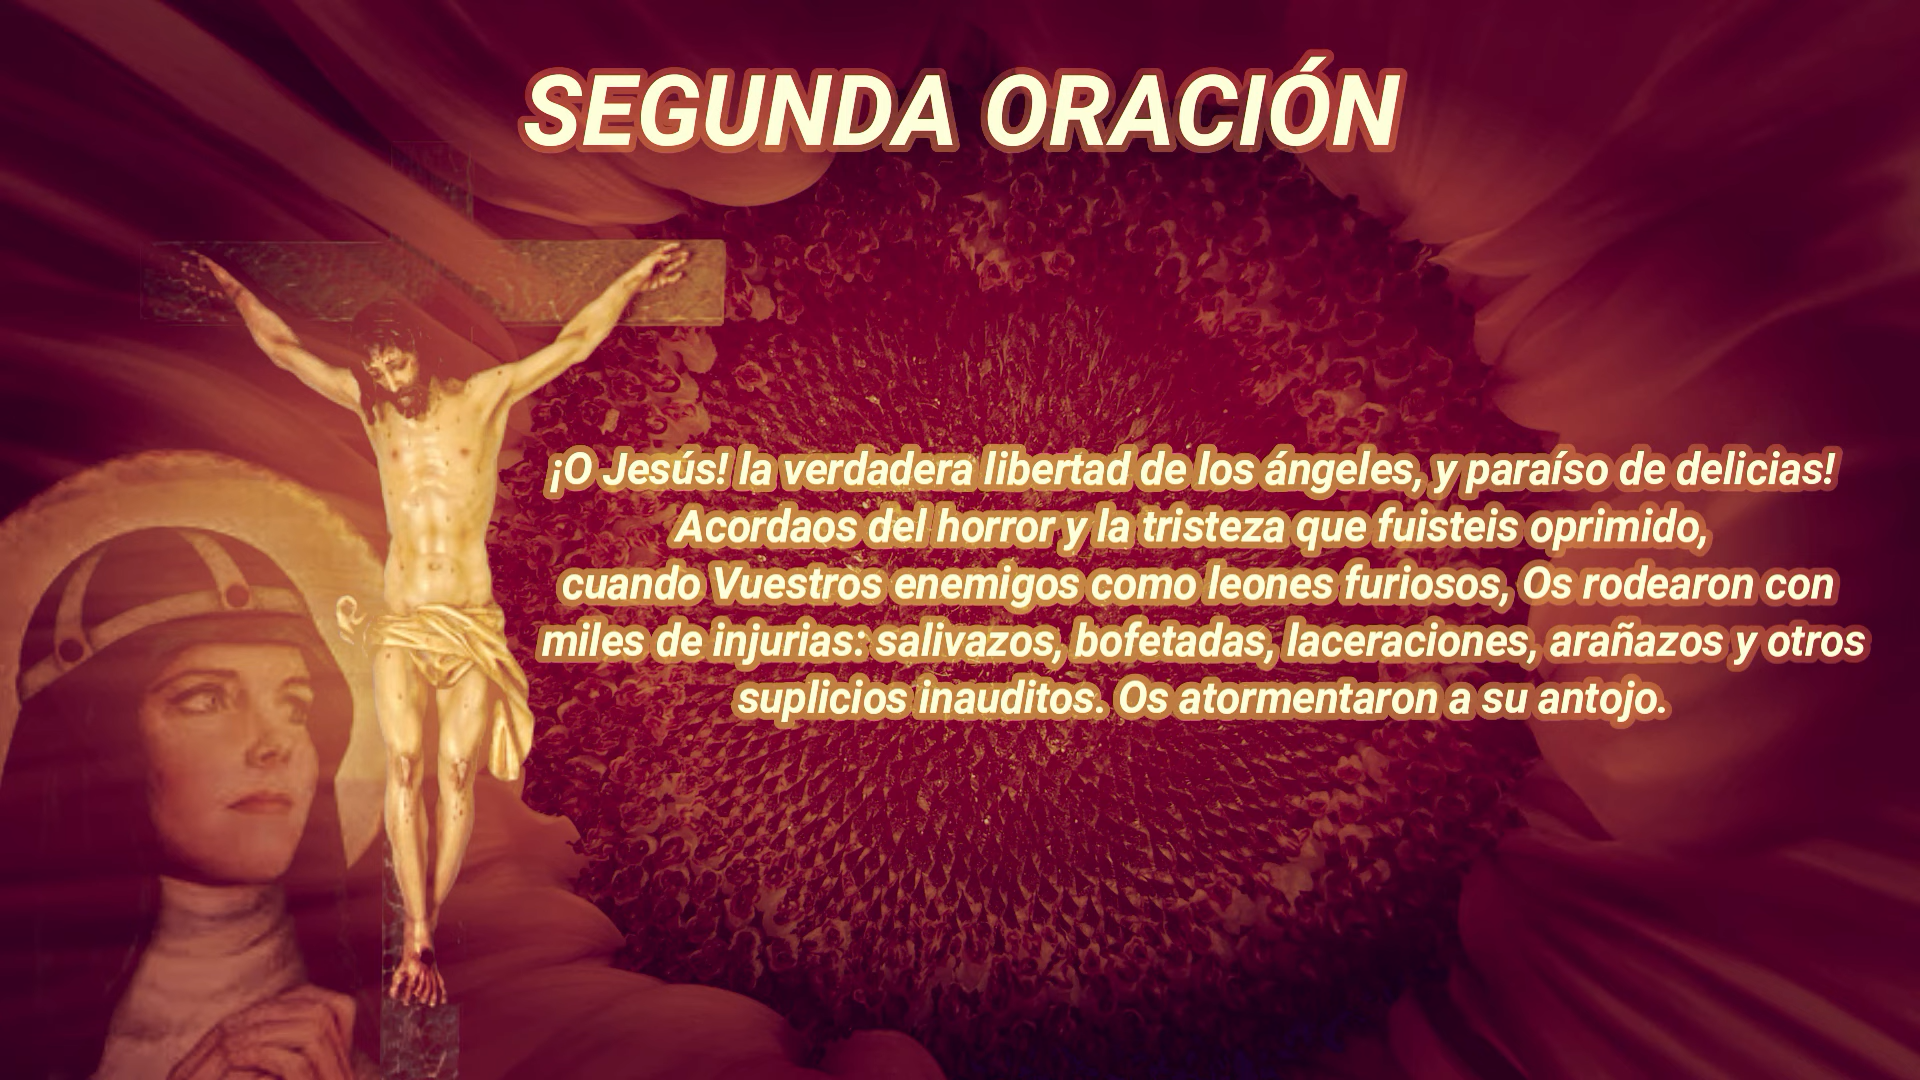 SEGUNDA ORACIÓN
¡O Jesús! la verdadera libertad de los ángeles, y paraíso de delicias!
Acordaos del horror y la tristeza que fuisteis oprimido,
cuando Vuestros enemigos como leones furiosos, Os rodearon con
miles de injurias: salivazos, bofetadas, laceraciones, arañazos y otros
suplicios inauditos. Os atormentaron a su antojo.